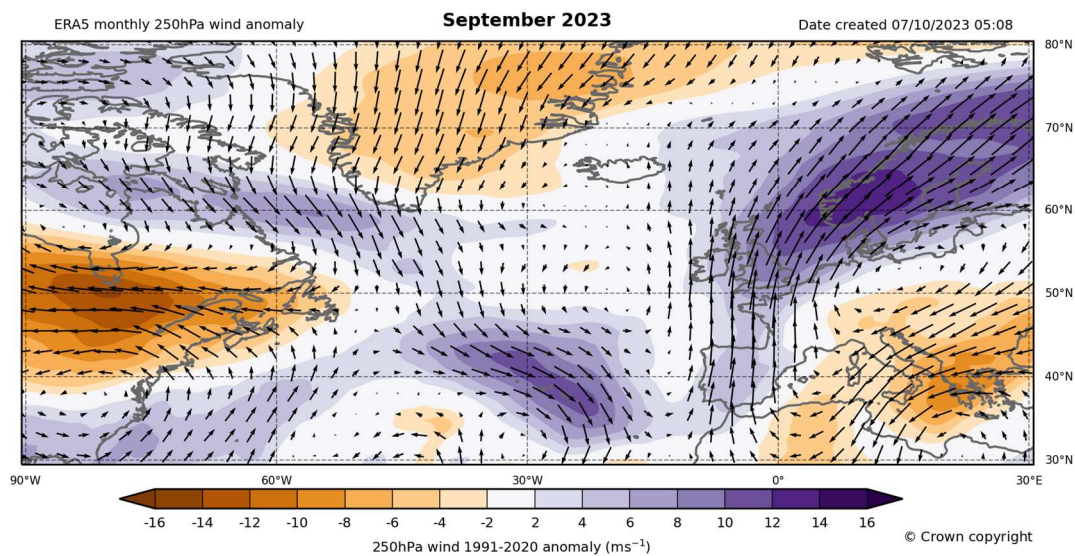 ERA5 monthly 250hPa wind anomaly
September 2023
Date created 07/10/2023 05:08
80°N
70°N
60°N
50°N
40°N
30°N
90°W 60°W 30°W 0° 30°E
-16 -14 -12 -10 -8 -6 -4 -2 2 4 6 8 10 12 14 16
250hPa wind 1991-2020 anomaly (ms⁻¹)
© Crown copyright